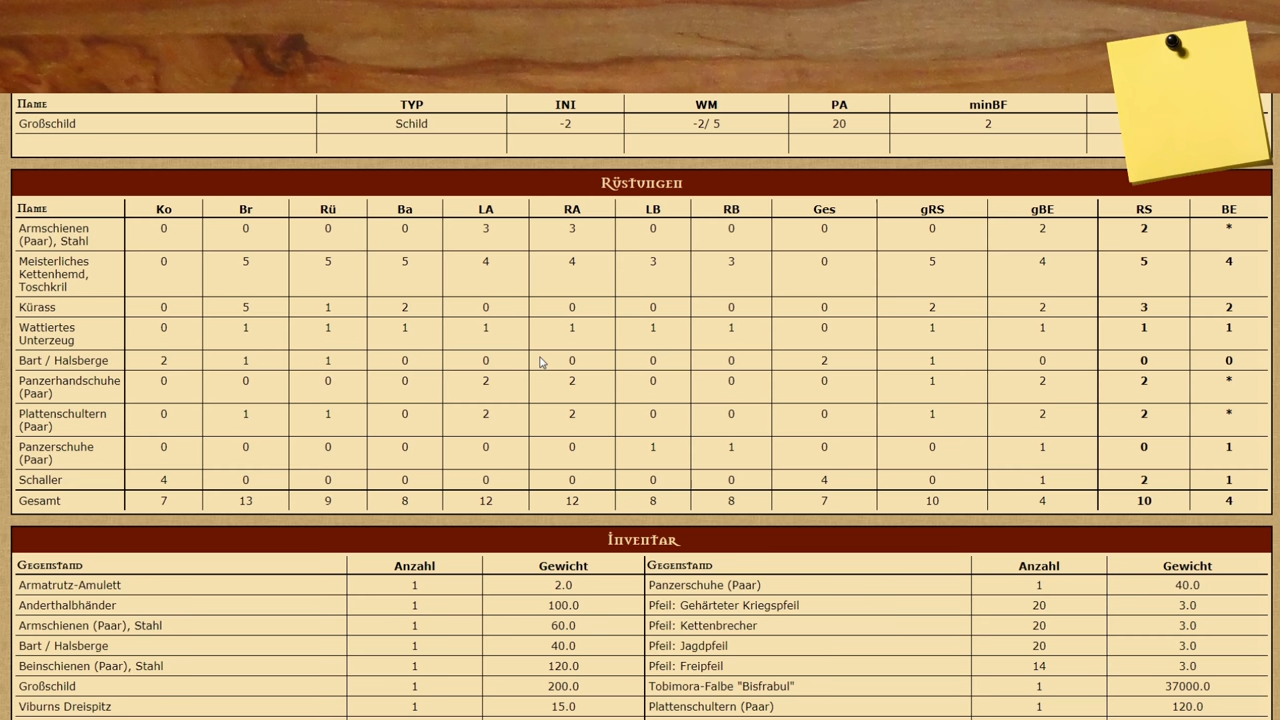 Name TYP INI WM PA minBF
Großschild Schild -2 -2/ 5 20 2
Rüstungen
Name Ko Br Rü Ba LA RA LB RB Ges gRS gBE RS BE
Armschienen (Paar), Stahl 0 0 0 0 3 3 0 0 0 0 2 2 *
Meisterliches Kettenhemd, Toschkril 0 5 5 5 4 4 3 3 0 5 4 5 4
Kürass 0 5 1 2 0 0 0 0 0 2 2 3 2
Wattiertes Unterzeug 0 1 1 1 1 1 1 1 0 1 1 1 1
Bart / Halsberge 2 1 1 0 0 0 0 0 2 1 0 0 0
Panzerhandschuhe (Paar) 0 0 0 0 2 2 0 0 0 1 2 2 *
Plattenschultern (Paar) 0 1 1 0 2 2 0 0 0 1 2 2 *
Panzerschuhe (Paar) 0 0 0 0 0 0 1 1 0 0 1 0 1
Schaller 4 0 0 0 0 0 0 0 4 0 1 2 1
Gesamt 7 13 9 8 12 12 8 8 7 10 4 10 4
Inventar
Gegenstand Anzahl Gewicht Gegenstand Anzahl Gewicht
Armatrutz-Amulett 1 2.0 Panzerschuhe (Paar) 1 40.0
Anderthalbhänder 1 100.0 Pfeil: Gehärteter Kriegspfeil 20 3.0
Armschienen (Paar), Stahl 1 60.0 Pfeil: Kettenbrecher 20 3.0
Bart / Halsberge 1 40.0 Pfeil: Jagdpfeil 20 3.0
Beinschienen (Paar), Stahl 1 120.0 Pfeil: Freipfeil 14 3.0
Großschild 1 200.0 Tobimora-Falbe "Bisfrabul" 1 37000.0
Viburns Dreispitz 1 15.0 Plattenschultern (Paar) 1 120.0